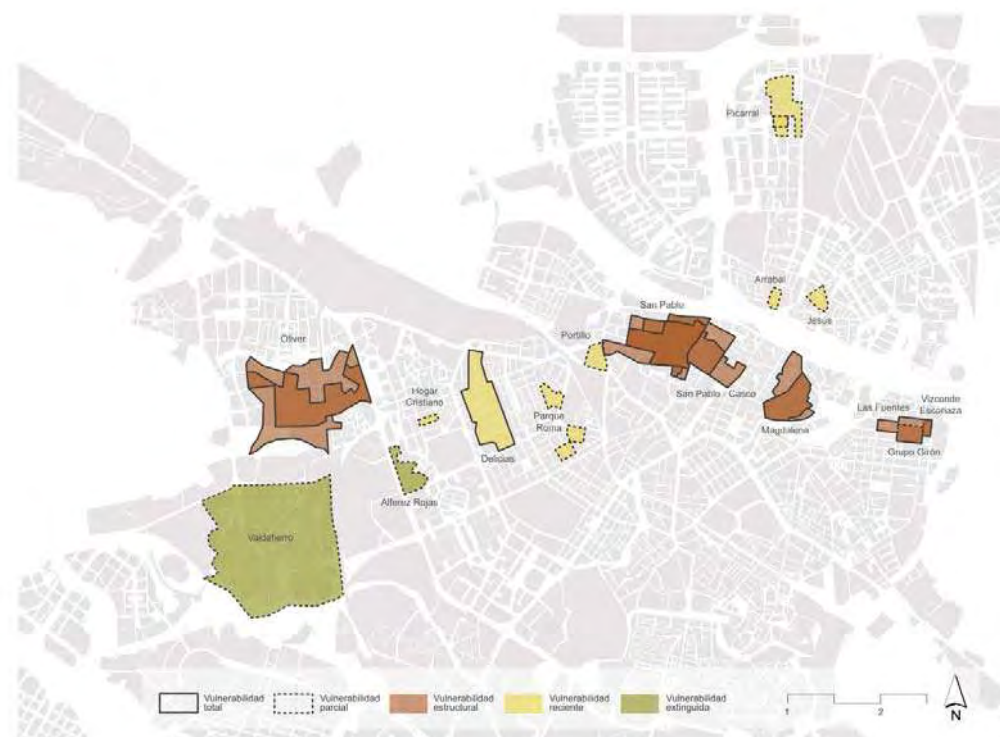 Picarral
Arrabal
Jesús
San Pablo
Portillo
Oliver
San Pablo - Casco
Hogar
Cristiano
Parque
Roma
Magdalena
Las Fuentes
Vizconde
Escoriaza
Grupo Girón
Delicias
Alferez Rojas
Valdefierro
Vulnerabilidad
total
Vulnerabilidad
parcial
Vulnerabilidad
estructural
Vulnerabilidad
reciente
Vulnerabilidad
extinguida
1
2
N